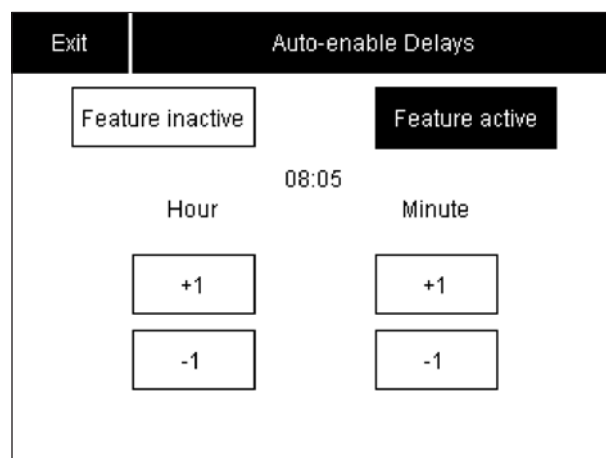 Exit
Auto-enable Delays
Feature inactive
Feature active
08:05
Hour
Minute
+1
+1
-1
-1